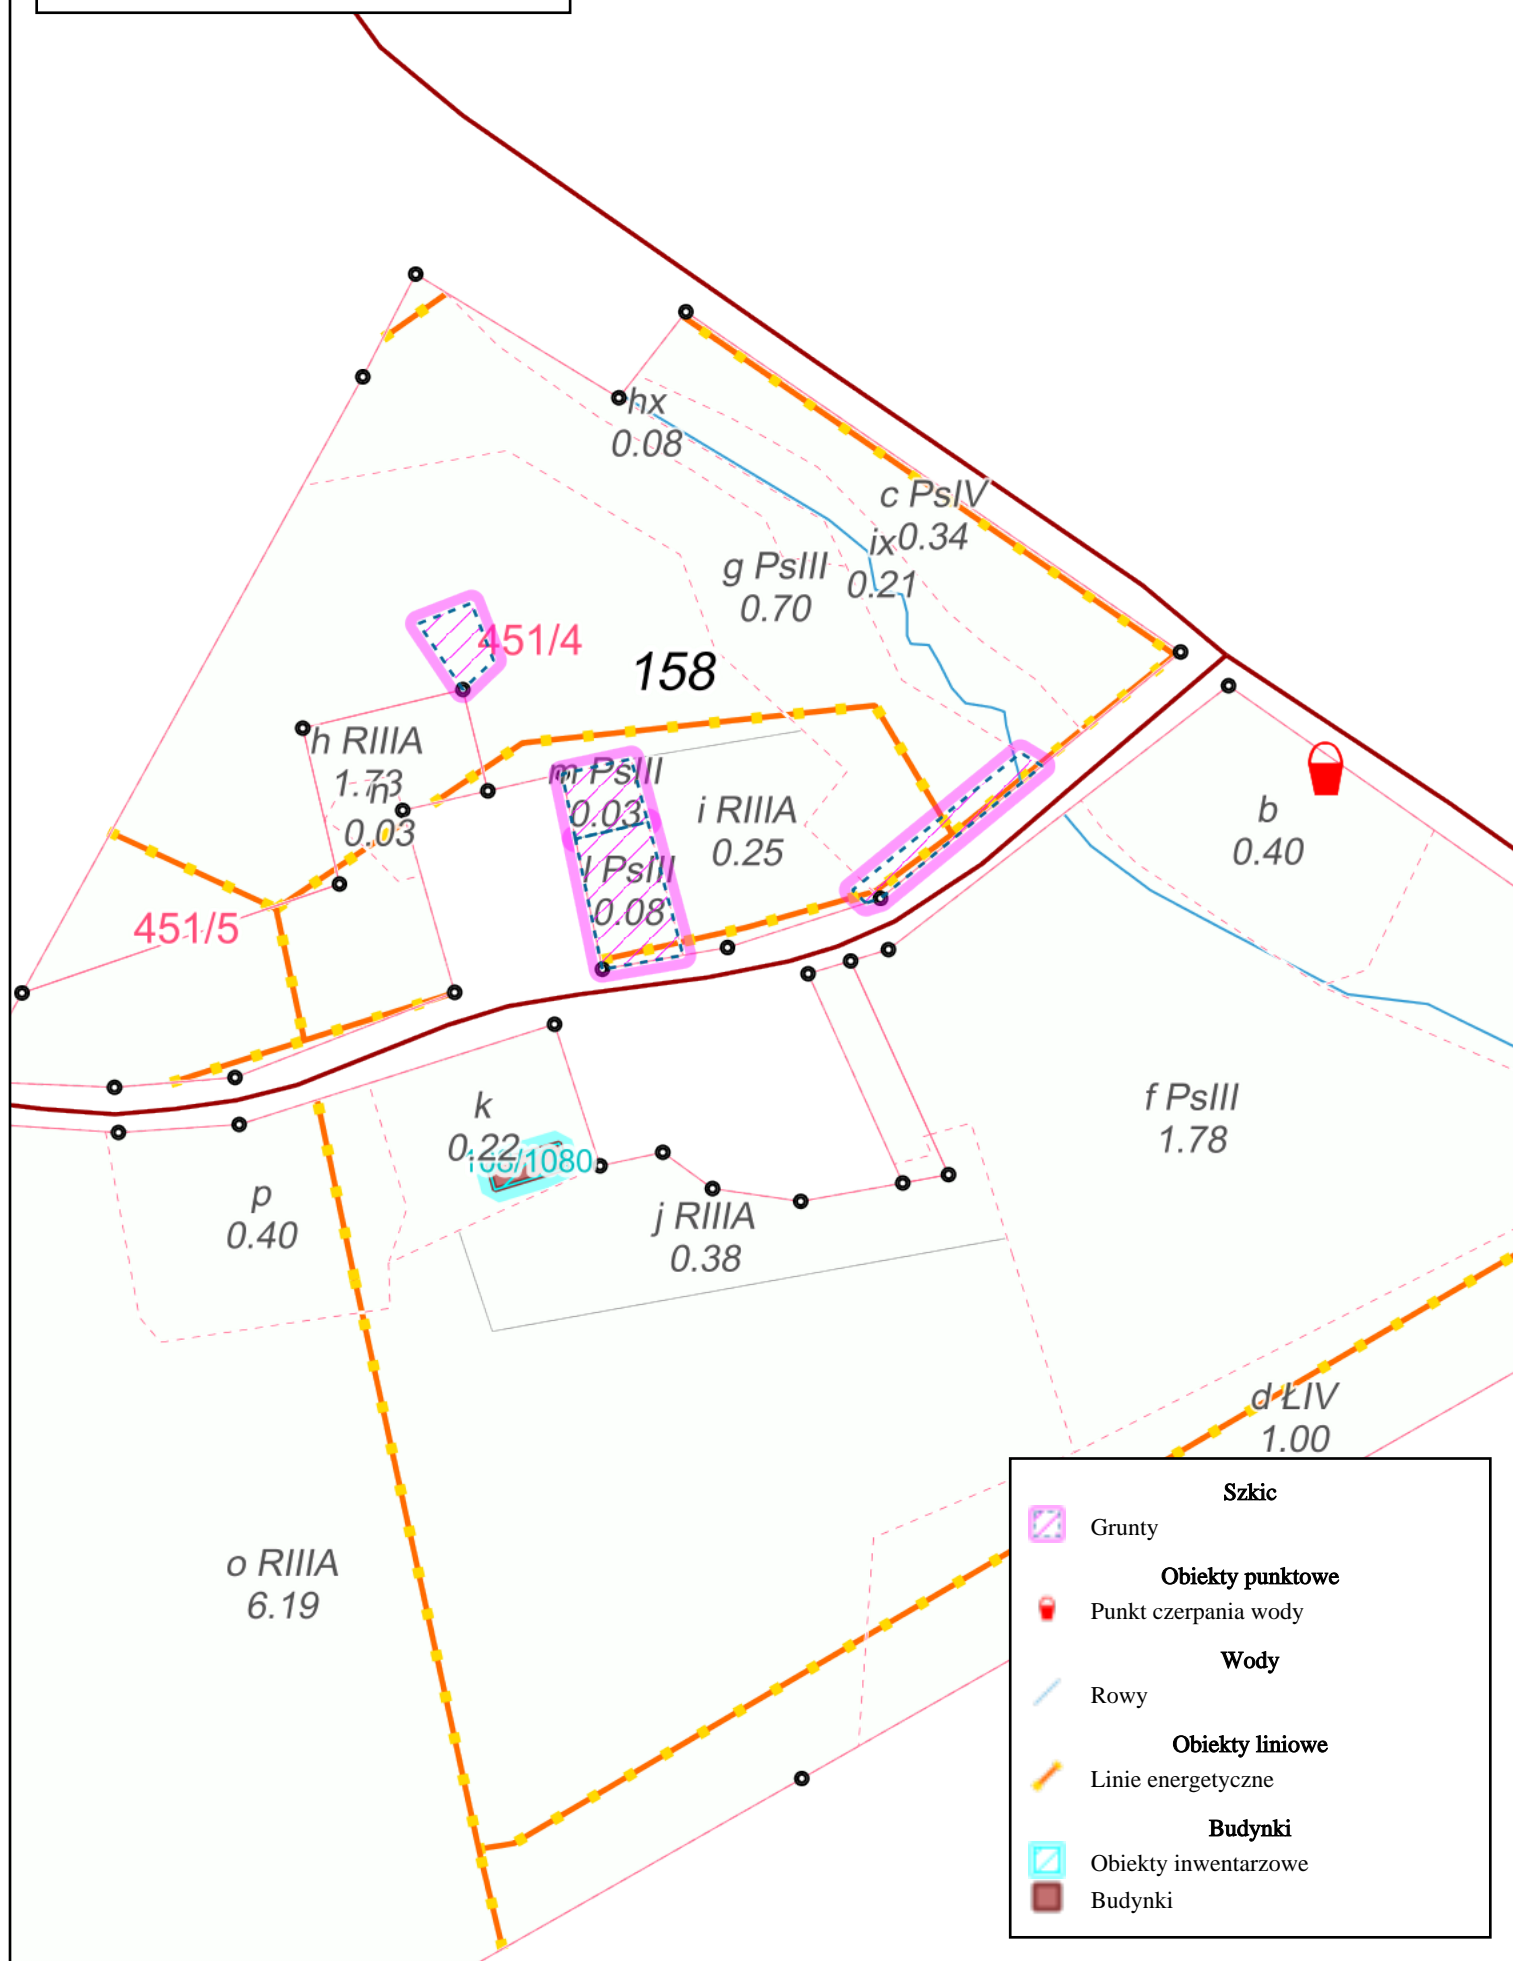 hx
0.08
c PsIV
0.34
ix
0.21
g PsIII
0.70
451/4
158
h RIIIA
1.73
n
0.03
m PsIII
0.03
i RIIIA
0.25
l PsIII
0.08
b
0.40
451/5
k
0.22
/1080
f PsIII
1.78
p
0.40
j RIIIA
0.38
d ŁIV
1.00
o RIIIA
6.19
Szkic
Grunty
Obiekty punktowe
Punkt czerpania wody
Wody
Rowy
Obiekty liniowe
Linie energetyczne
Budynki
Obiekty inwentarzowe
Budynki